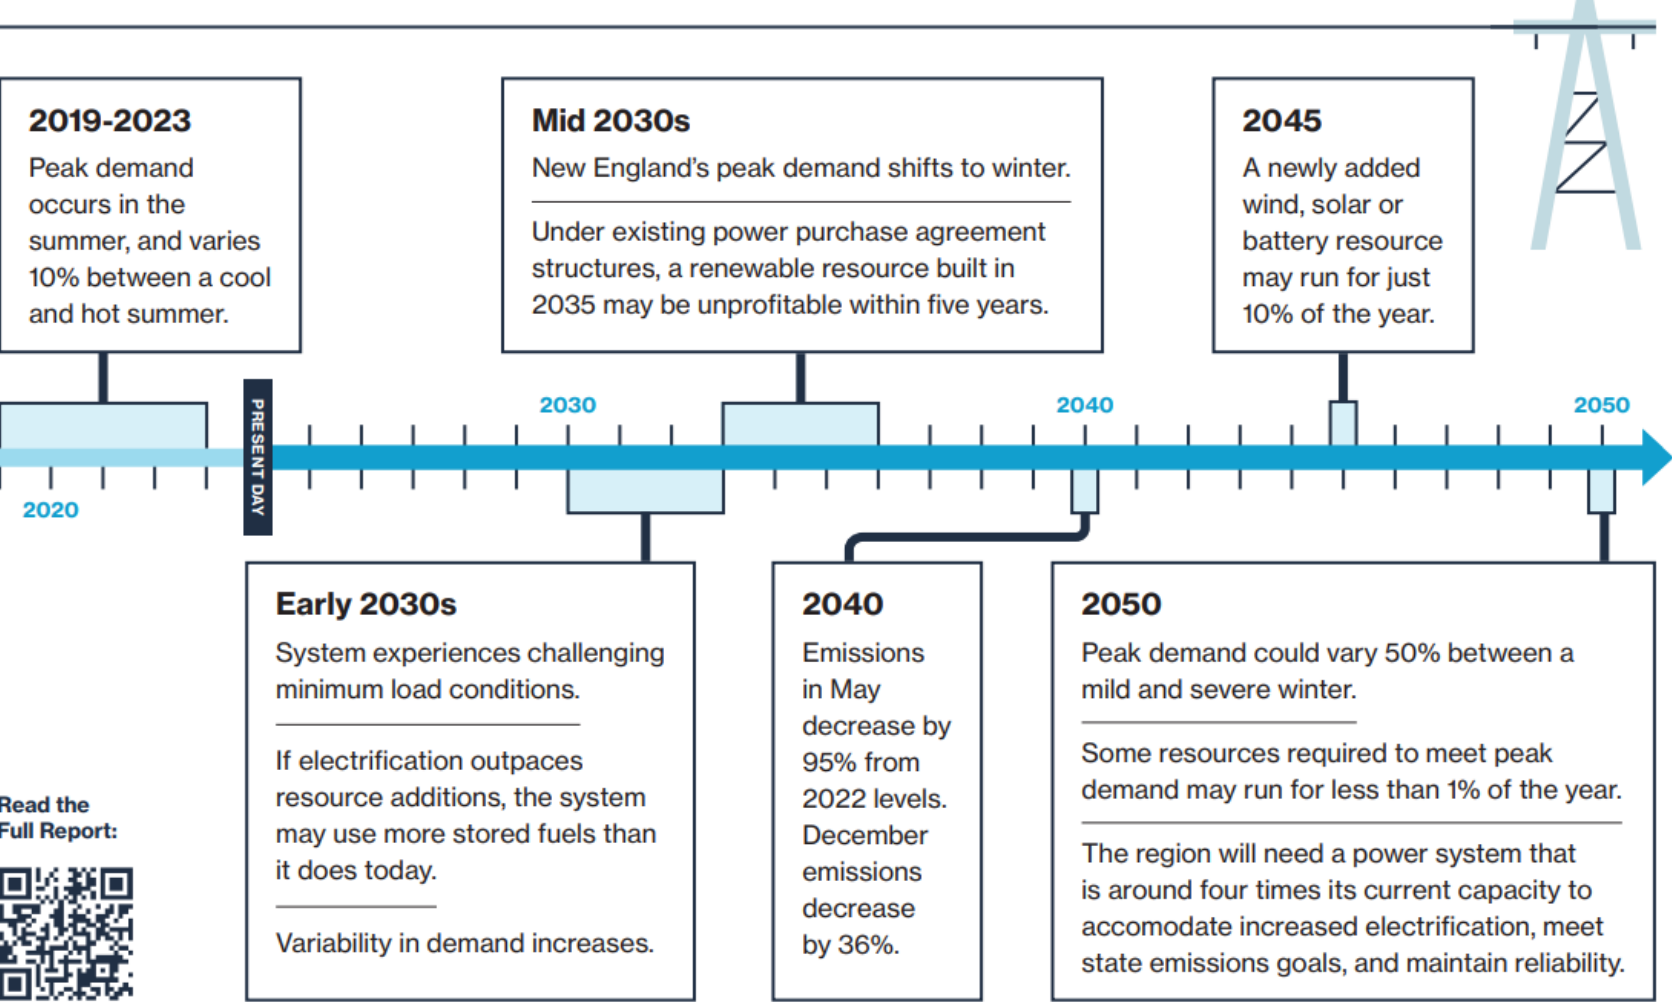 2019-2023
Peak demand
occurs in the
summer, and varies
10% between a cool
and hot summer.
Mid 2030s
New England’s peak demand shifts to winter.
Under existing power purchase agreement
structures, a renewable resource built in
2035 may be unprofitable within five years.
2045
A newly added
wind, solar or
battery resource
may run for just
10% of the year.
2030
2040
2050
PRESENT DAY
2020
Early 2030s
System experiences challenging
minimum load conditions.
If electrification outpaces
resource additions, the system
may use more stored fuels than
it does today.
Variability in demand increases.
2040
Emissions
in May
decrease by
95% from
2022 levels.
December
emissions
decrease
by 36%.
2050
Peak demand could vary 50% between a
mild and severe winter.
Some resources required to meet peak
demand may run for less than 1% of the year.
The region will need a power system that
is around four times its current capacity to
accomodate increased electrification, meet
state emissions goals, and maintain reliability.
Read the
Full Report: